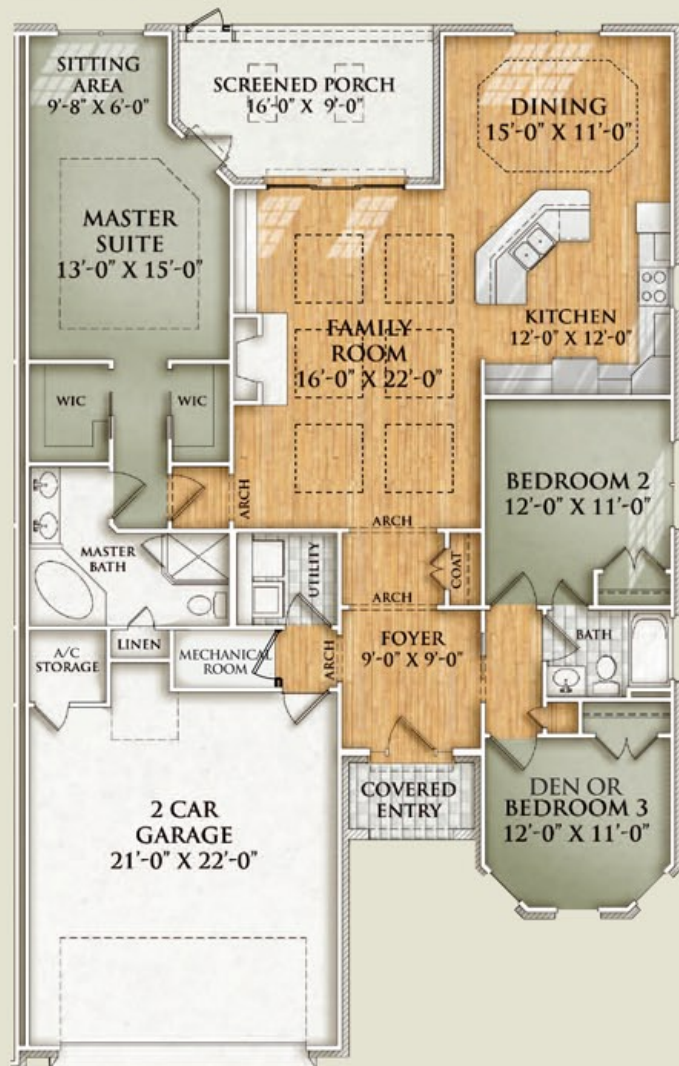 SITTING
AREA
9'-8" X 6'-0"
SCREENED PORCH
16'-0" X 9'-0"
DINING
15'-0" X 11'-0"
MASTER
SUITE
13'-0" X 15'-0"
FAMILY
ROOM
16'-0" X 22'-0"
KITCHEN
12'-0" X 12'-0"
WIC
WIC
ARCH
BEDROOM 2
12'-0" X 11'-0"
ARCH
MASTER
BATH
UTILITY
COAT
ARCH
BATH
LINEN
A/C
STORAGE
MECHANICAL
ROOM
ARCH
FOYER
9'-0" X 9'-0"
COVERED
ENTRY
DEN OR
BEDROOM 3
12'-0" X 11'-0"
2 CAR
GARAGE
21'-0" X 22'-0"